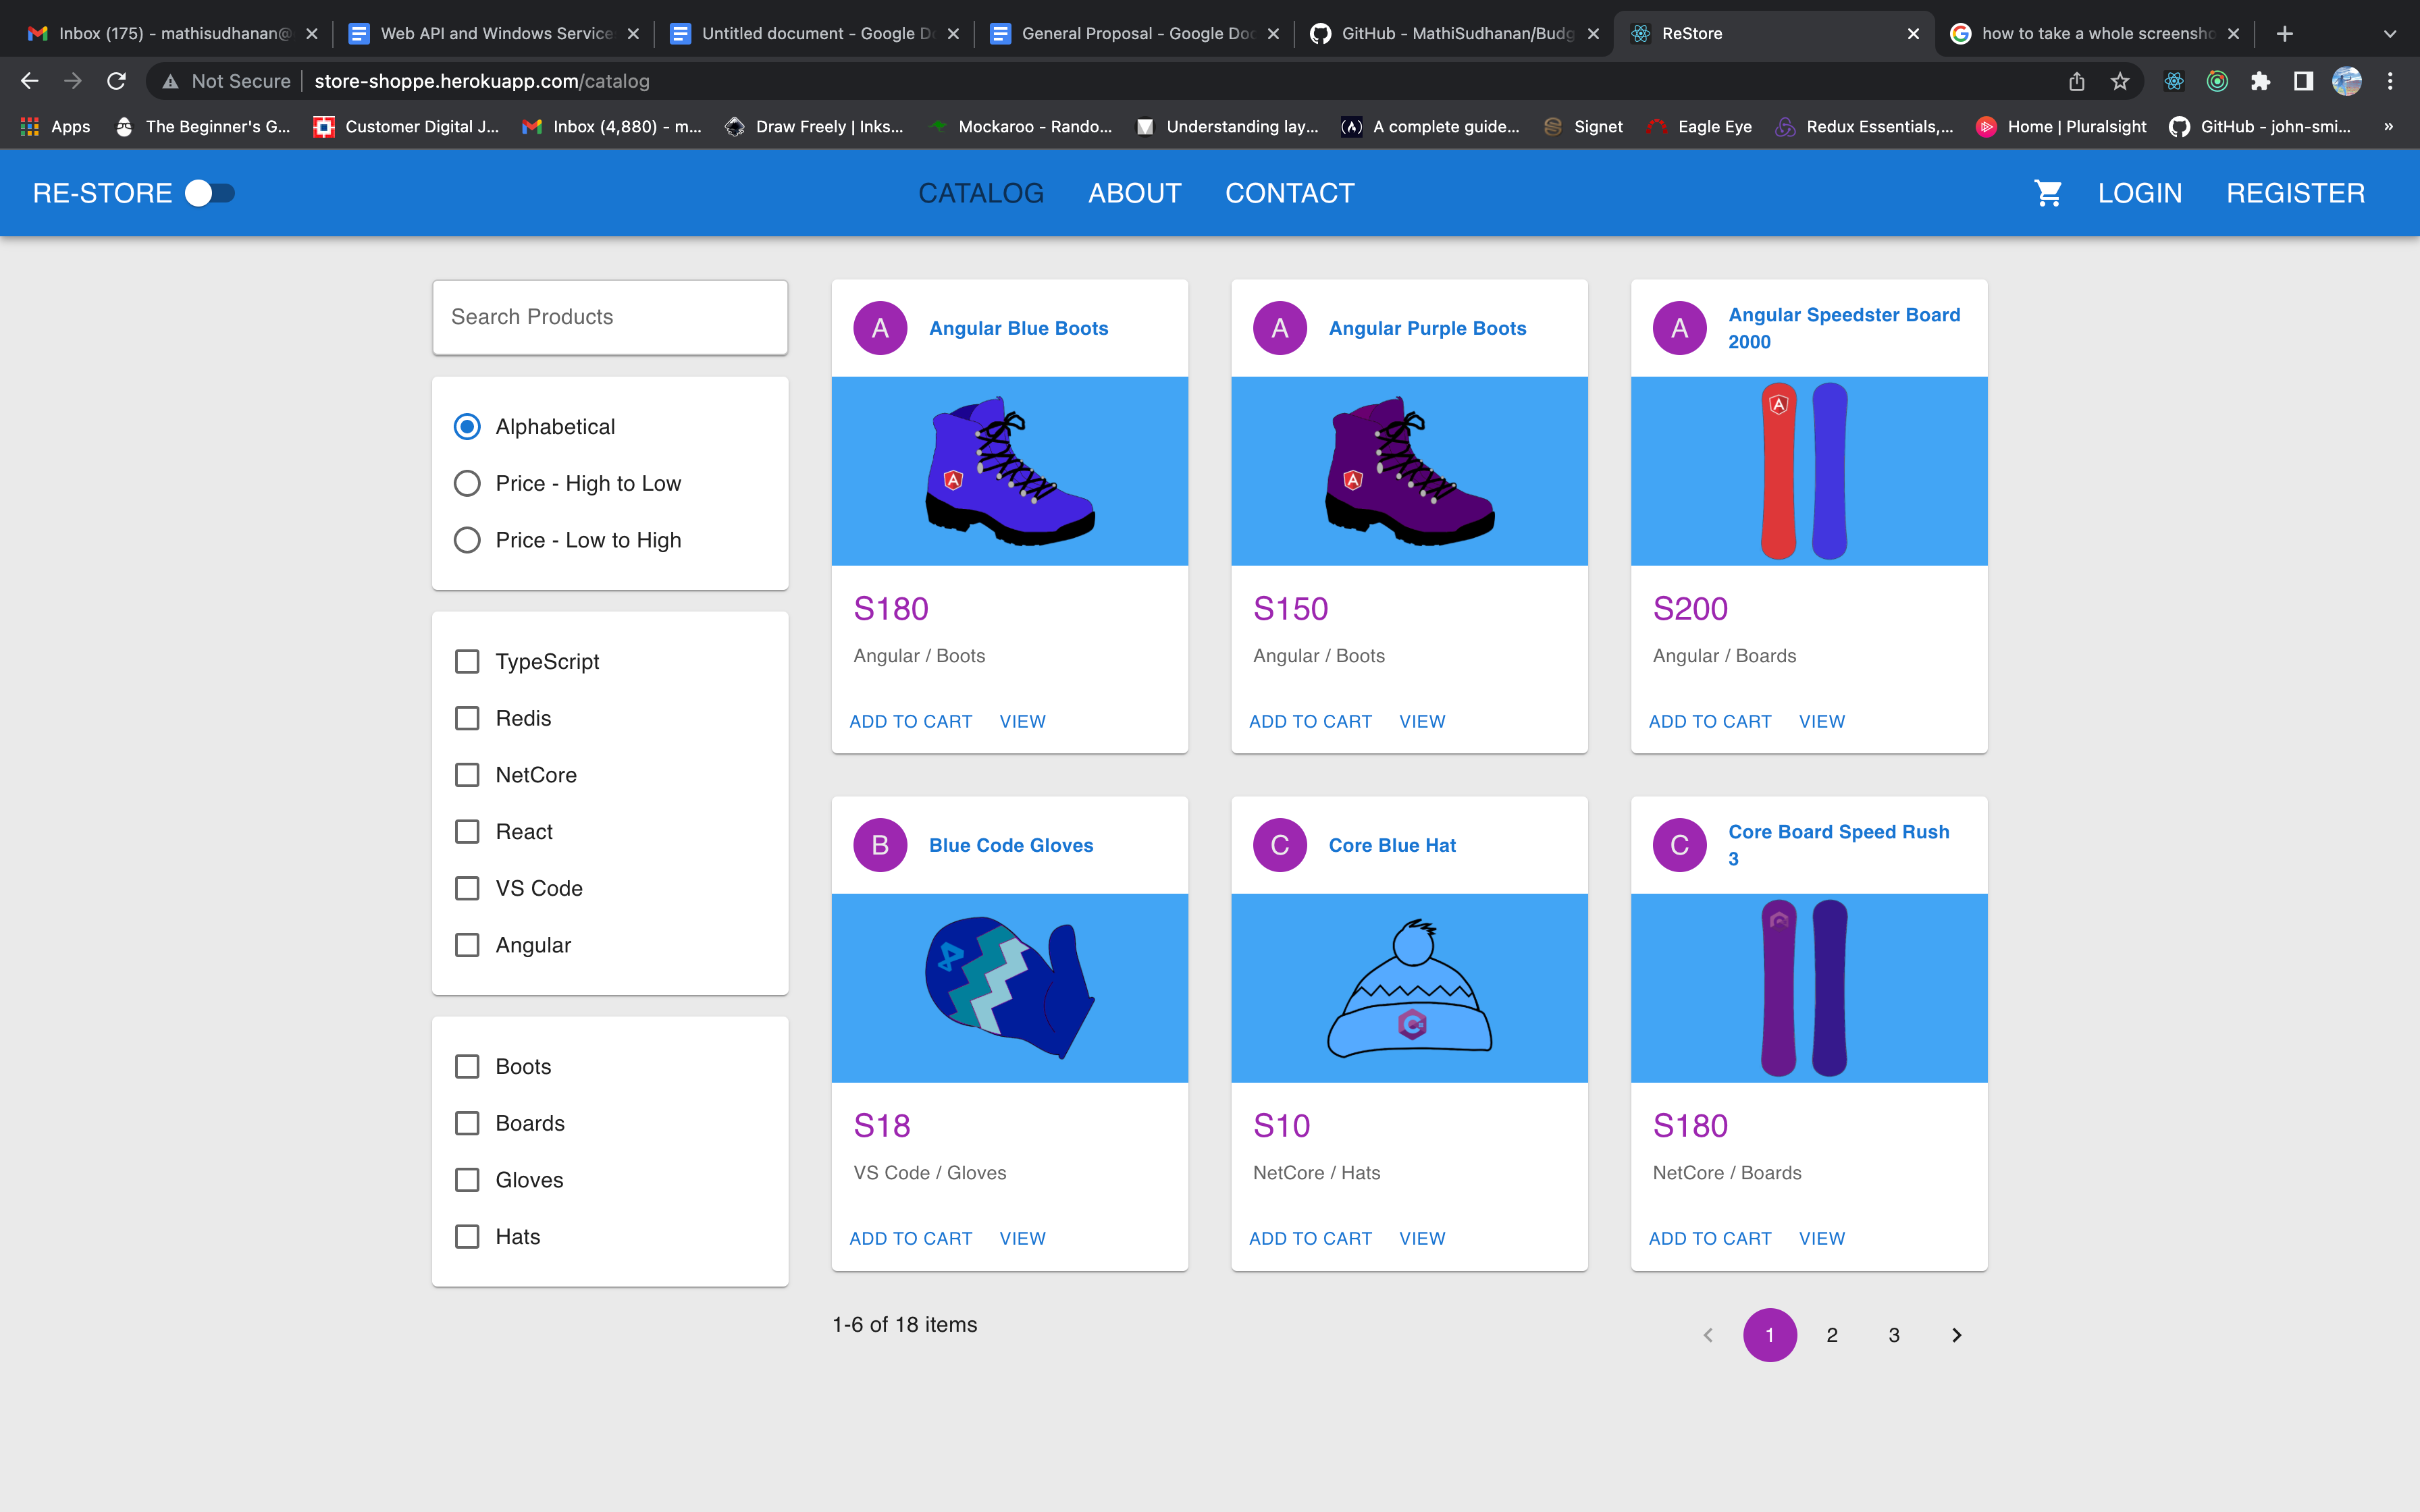 Inbox (175) - mathisudhanan@
Web API and Windows Service
Untitled document - Google Do
General Proposal - Google Doc
GitHub - MathiSudhanan/Budg
ReStore
how to take a whole screensho
Not Secure
store-shoppe.herokuapp.com/catalog
Apps
The Beginner's G...
Customer Digital J...
Inbox (4,880) - m...
Draw Freely | Inks...
Mockaroo - Rando...
Understanding lay...
A complete guide...
Signet
Eagle Eye
Redux Essentials,...
Home | Pluralsight
GitHub - john-smi...
»
RE-STORE
CATALOG
ABOUT
CONTACT
LOGIN
REGISTER
Search Products
Alphabetical
Price - High to Low
Price - Low to High
TypeScript
Redis
NetCore
React
VS Code
Angular
Boots
Boards
Gloves
Hats
A
Angular Blue Boots
A
S180
Angular / Boots
ADD TO CART
VIEW
A
Angular Purple Boots
A
S150
Angular / Boots
ADD TO CART
VIEW
A
Angular Speedster Board
2000
A
S200
Angular / Boards
ADD TO CART
VIEW
B
Blue Code Gloves
S18
VS Code / Gloves
ADD TO CART
VIEW
C
Core Blue Hat
C
S10
NetCore / Hats
ADD TO CART
VIEW
C
Core Board Speed Rush
3
S180
NetCore / Boards
ADD TO CART
VIEW
1-6 of 18 items
1
2
3